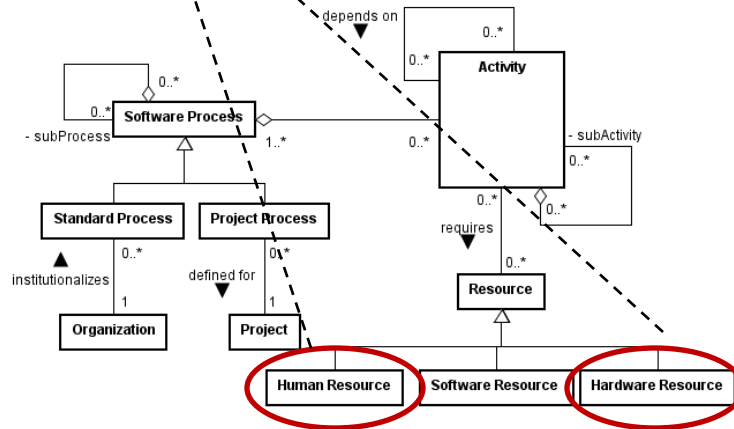 depends on
0..*
0..*
Activity
0..*
0..*
Software Process
- subProcess
1..*
0..*
- subActivity
0..*
0..*
0..*
Standard Process
Project Process
requires
0..*
0..*
institutionalizes
defined for
0..*
1
1
Resource
Organization
Project
Human Resource
Software Resource
Hardware Resource